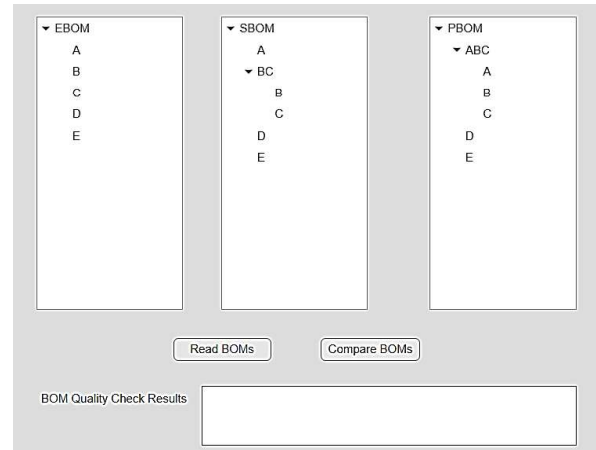 EBOM
A
B
C
D
E
SBOM
A
BC
B
C
D
E
PBOM
ABC
A
B
C
D
E
Read BOMs
Compare BOMs
BOM Quality Check Results